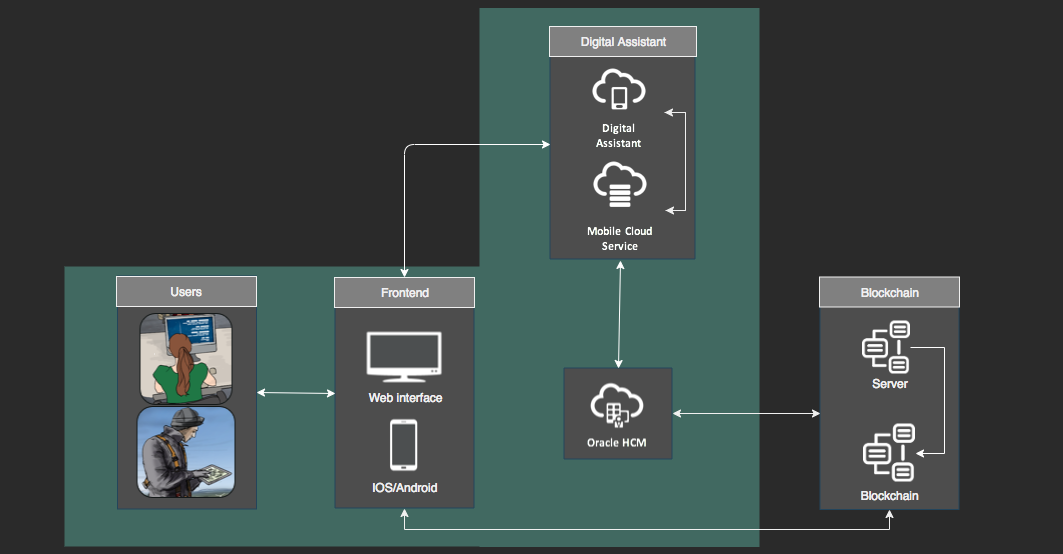 Digital Assistant
Digital
Assistant
Mobile Cloud
Service
Users
Frontend
Web interface
IOS/Android
Oracle HCM
Blockchain
Server
Blockchain